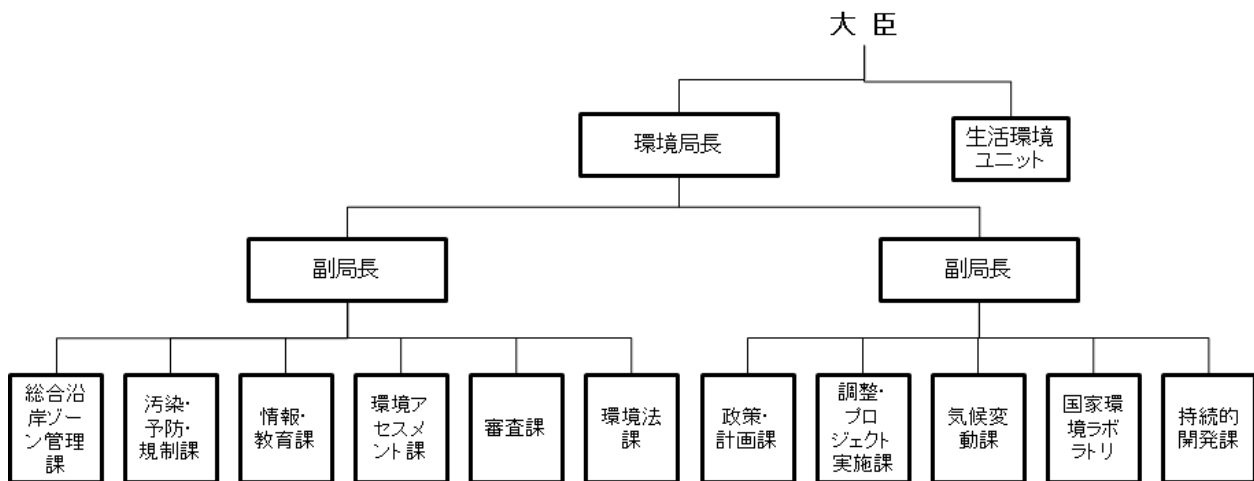 大 臣
環境局長
生活環境
ユニット
副局長
副局長
総合沿
岸ゾー
ン管理
課
汚染・
予防・
規制課
情報・
教育課
環境ア
セスメ
ント課
審査課
環境法
課
政策・
計画課
調整・
プロ
ジェクト
実施課
気候変
動課
国家環
境ラボ
ラトリ
持続的
開発課